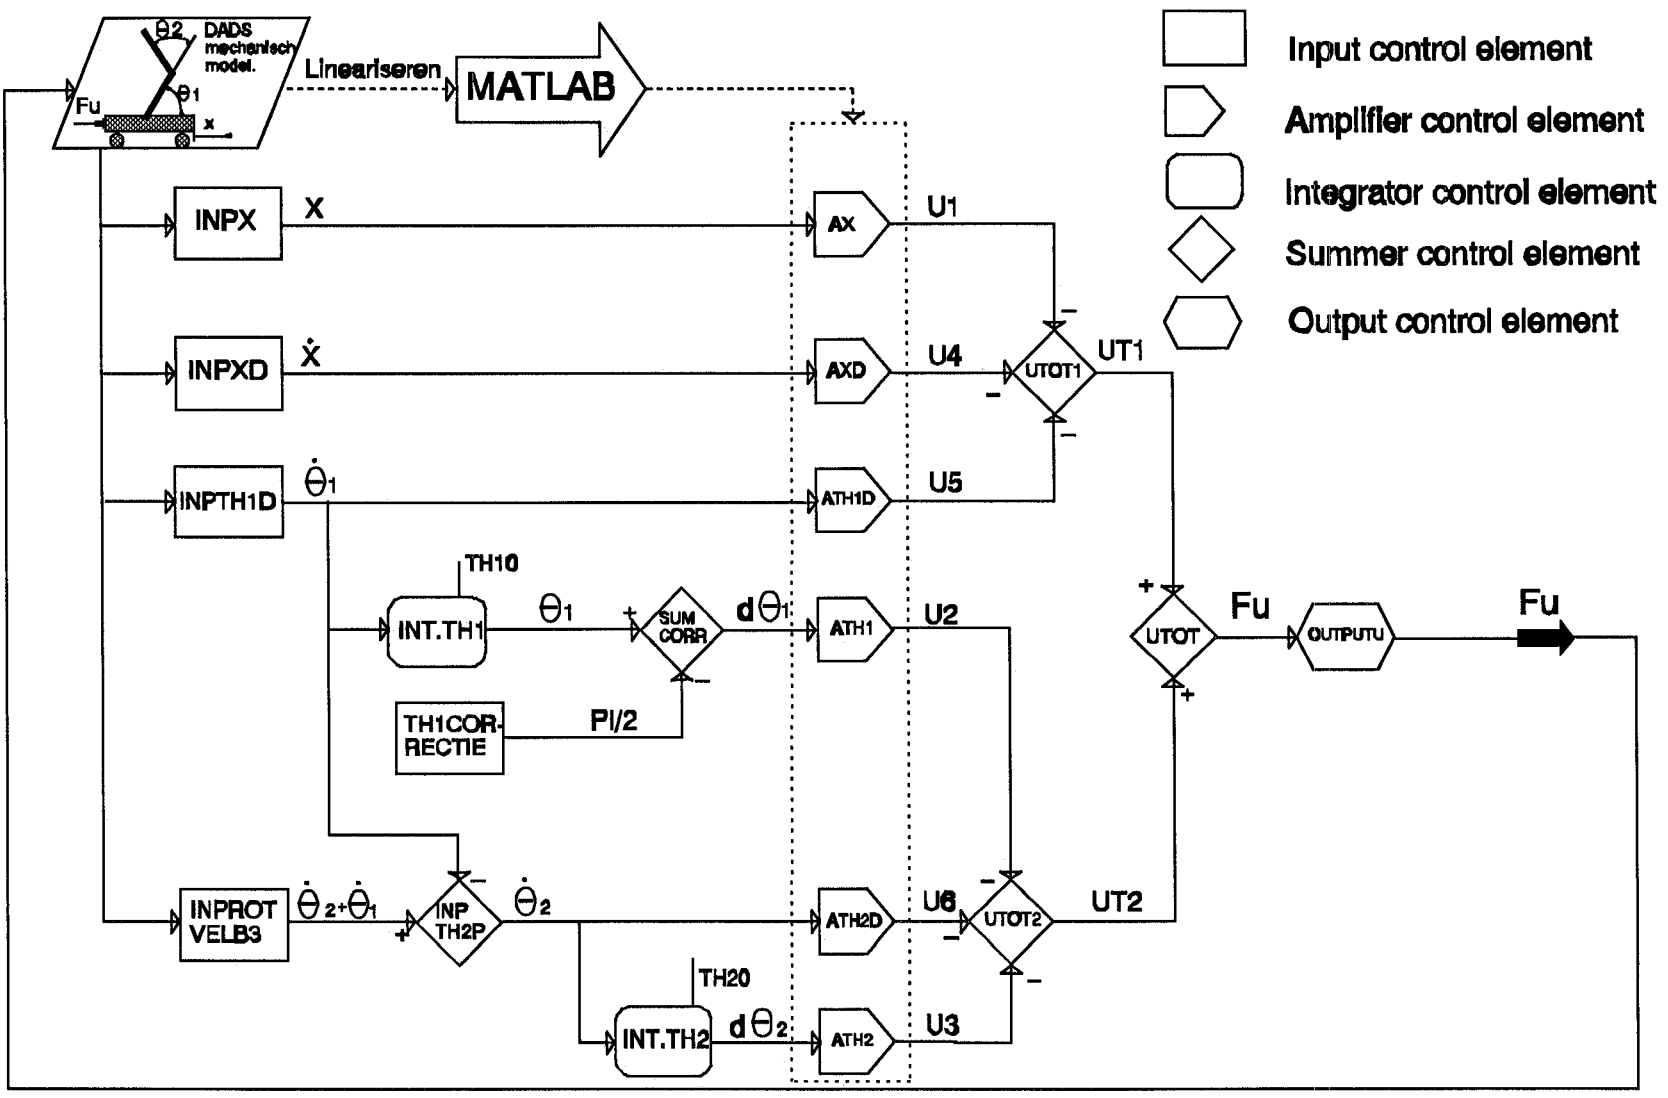 Θ2
DADS
mechanisch
model.
Θ1
Fu
x
Lineariseren
MATLAB
Input control element
Amplifier control element
Integrator control element
Summer control element
Output control element
INPX
X
AX
U1
INPXD
Ẋ
AXD
U4
UTOT1
UT1
INPTH1D
Θ̇1
ATH1D
U5
TH10
INT.TH1
Θ1
+
SUM
CORR
dΘ1
ATH1
U2
TH1COR-
RECTIE
PI/2
+
UTOT
Fu
OUTPUTU
Fu
+
INPROT
VELB3
Θ̇2+Θ̇1
+
INP
TH2P
Θ̇2
ATH2D
U6
UTOT2
UT2
TH20
INT.TH2
dΘ2
ATH2
U3